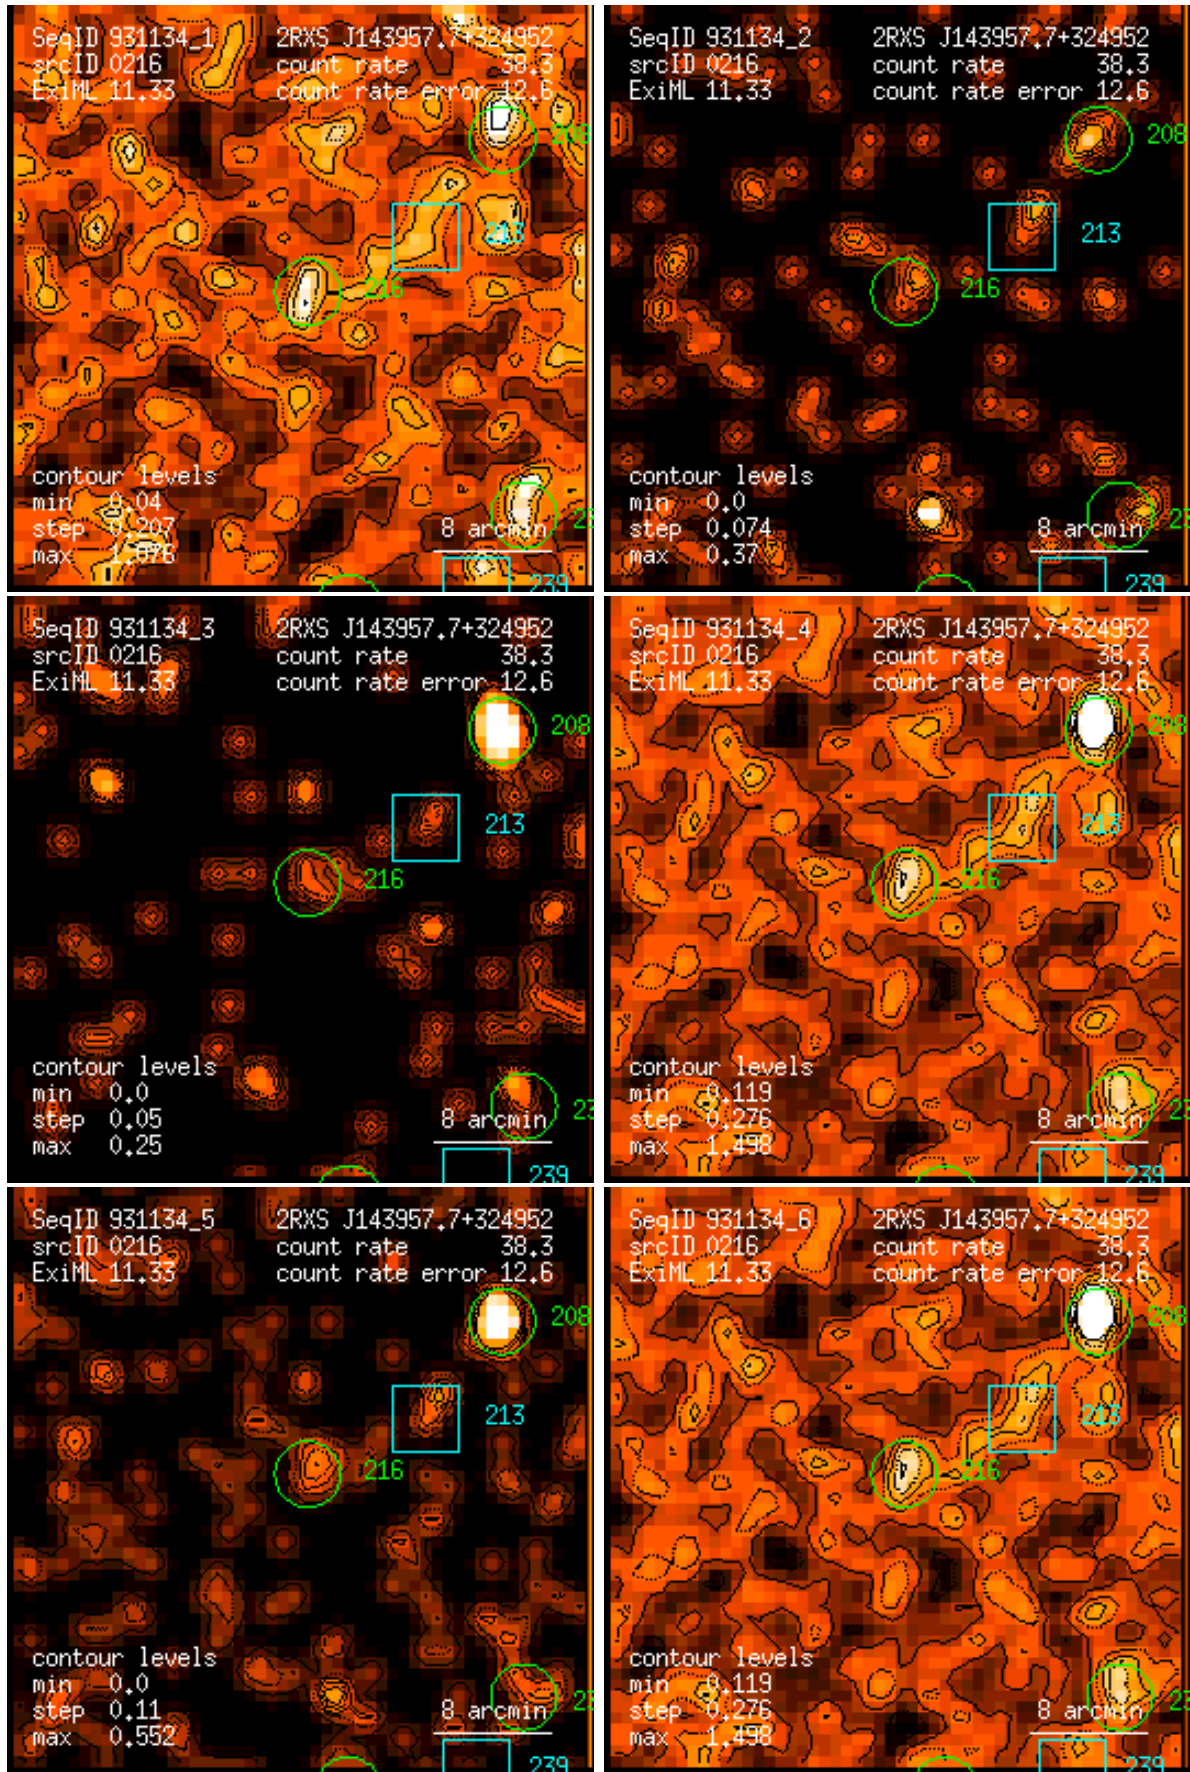 SeqID 931134_1 2RXS J143957.7+324952
srcID 0216 count rate 38.3
ExiML 11.33 count rate error 12.6
208
213
216
contour levels
min 0.04
step 0.207
max 1.076
8 arcmin
239
SeqID 931134_2 2RXS J143957.7+324952
srcID 0216 count rate 38.3
ExiML 11.33 count rate error 12.6
208
213
216
contour levels
min 0.0
step 0.074
max 0.37
8 arcmin
239
SeqID 931134_3 2RXS J143957.7+324952
srcID 0216 count rate 38.3
ExiML 11.33 count rate error 12.6
208
213
216
contour levels
min 0.0
step 0.05
max 0.25
8 arcmin
239
SeqID 931134_4 2RXS J143957.7+324952
srcID 0216 count rate 38.3
ExiML 11.33 count rate error 12.6
208
213
216
contour levels
min 0.119
step 0.276
max 1.498
8 arcmin
239
SeqID 931134_5 2RXS J143957.7+324952
srcID 0216 count rate 38.3
ExiML 11.33 count rate error 12.6
208
213
216
contour levels
min 0.0
step 0.11
max 0.552
8 arcmin
239
SeqID 931134_6 2RXS J143957.7+324952
srcID 0216 count rate 38.3
ExiML 11.33 count rate error 12.6
208
213
216
contour levels
min 0.119
step 0.276
max 1.498
8 arcmin
239